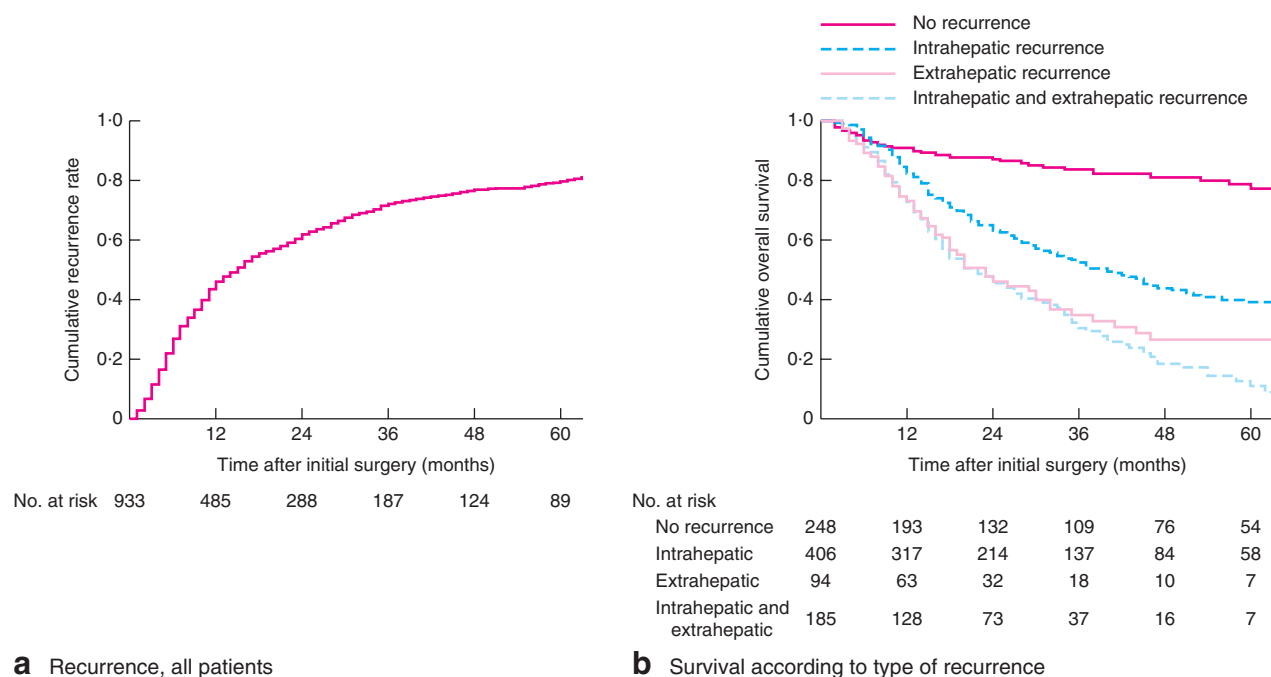 No recurrence
Intrahepatic recurrence
Extrahepatic recurrence
Intrahepatic and extrahepatic recurrence
Cumulative recurrence rate
1·0
0·8
0·6
0·4
0·2
0
12 24 36 48 60
Time after initial surgery (months)
No. at risk 933 485 288 187 124 89
a Recurrence, all patients
Cumulative overall survival
1·0
0·8
0·6
0·4
0·2
0
12 24 36 48 60
Time after initial surgery (months)
No. at risk
No recurrence 248 193 132 109 76 54
Intrahepatic 406 317 214 137 84 58
Extrahepatic 94 63 32 18 10 7
Intrahepatic and
extrahepatic 185 128 73 37 16 7
b Survival according to type of recurrence